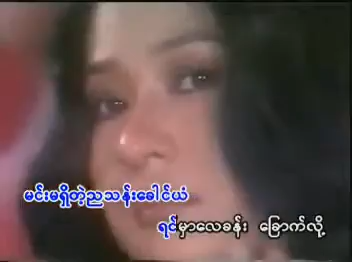 မင်းမရှိတဲ့ညသန်းခေါင်ယံ
ရင်မှာလေခန်း ခြောက်လို့